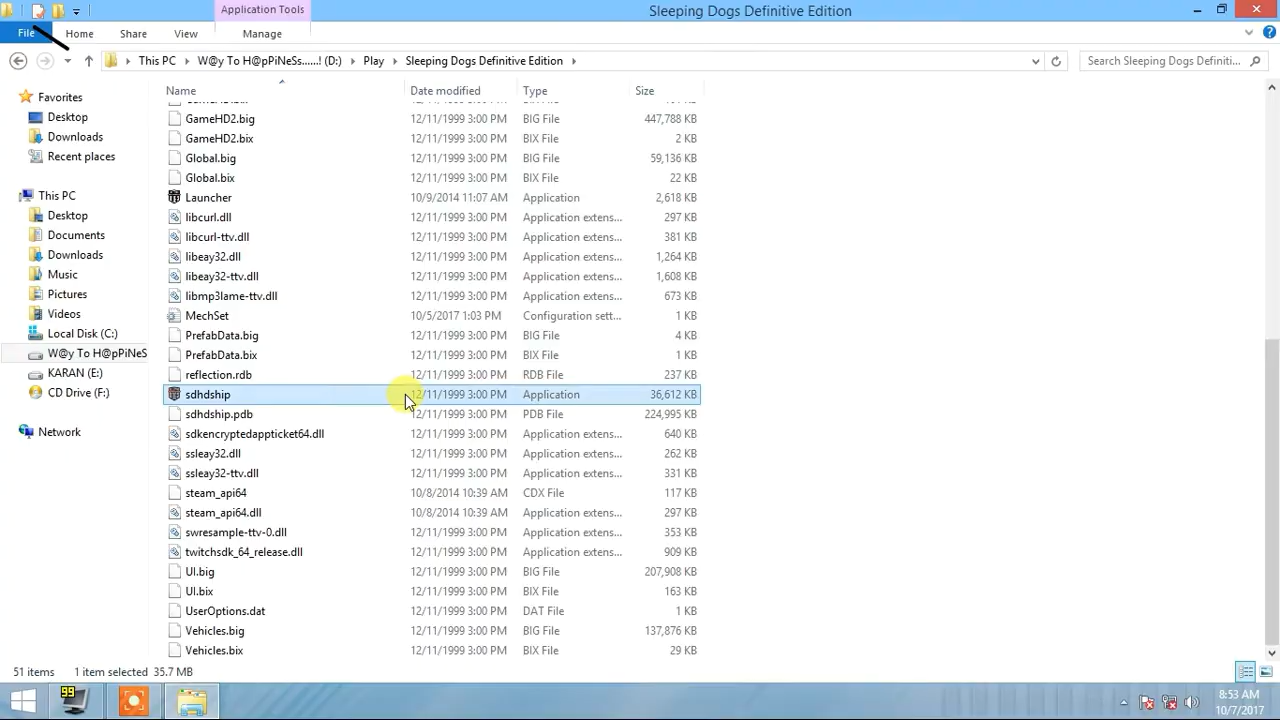 Application Tools
Sleeping Dogs Definitive Edition
File Home Share View Manage
This PC W@y To H@pPiNeSs......! (D:) Play Sleeping Dogs Definitive Edition
Search Sleeping Dogs Definiti...
Name Date modified Type Size
Favorites
Desktop
Downloads
Recent places
This PC
Desktop
Documents
Downloads
Music
Pictures
Videos
Local Disk (C:)
W@y To H@pPiNeS
KARAN (E:)
CD Drive (F:)
Network
GameHD2.big 12/11/1999 3:00 PM BIG File 447,788 KB
GameHD2.bix 12/11/1999 3:00 PM BIX File 2 KB
Global.big 12/11/1999 3:00 PM BIG File 59,136 KB
Global.bix 12/11/1999 3:00 PM BIX File 22 KB
Launcher 10/9/2014 11:07 AM Application 2,618 KB
libcurl.dll 12/11/1999 3:00 PM Application extens... 297 KB
libcurl-ttv.dll 12/11/1999 3:00 PM Application extens... 381 KB
libeay32.dll 12/11/1999 3:00 PM Application extens... 1,264 KB
libeay32-ttv.dll 12/11/1999 3:00 PM Application extens... 1,608 KB
libmp3lame-ttv.dll 12/11/1999 3:00 PM Application extens... 673 KB
MechSet 10/5/2017 1:03 PM Configuration sett... 1 KB
PrefabData.big 12/11/1999 3:00 PM BIG File 4 KB
PrefabData.bix 12/11/1999 3:00 PM BIX File 1 KB
reflection.rdb 12/11/1999 3:00 PM RDB File 237 KB
sdhdship 12/11/1999 3:00 PM Application 36,612 KB
sdhdship.pdb 12/11/1999 3:00 PM PDB File 224,995 KB
sdkencryptedappticket64.dll 12/11/1999 3:00 PM Application extens... 640 KB
ssleay32.dll 12/11/1999 3:00 PM Application extens... 262 KB
ssleay32-ttv.dll 12/11/1999 3:00 PM Application extens... 331 KB
steam_api64 10/8/2014 10:39 AM CDX File 117 KB
steam_api64.dll 10/8/2014 10:39 AM Application extens... 297 KB
swresample-ttv-0.dll 12/11/1999 3:00 PM Application extens... 353 KB
twitchsdk_64_release.dll 12/11/1999 3:00 PM Application extens... 909 KB
UI.big 12/11/1999 3:00 PM BIG File 207,908 KB
UI.bix 12/11/1999 3:00 PM BIX File 163 KB
UserOptions.dat 12/11/1999 3:00 PM DAT File 1 KB
Vehicles.big 12/11/1999 3:00 PM BIG File 137,876 KB
Vehicles.bix 12/11/1999 3:00 PM BIX File 29 KB
51 items 1 item selected 35.7 MB
99
8:53 AM
10/7/2017